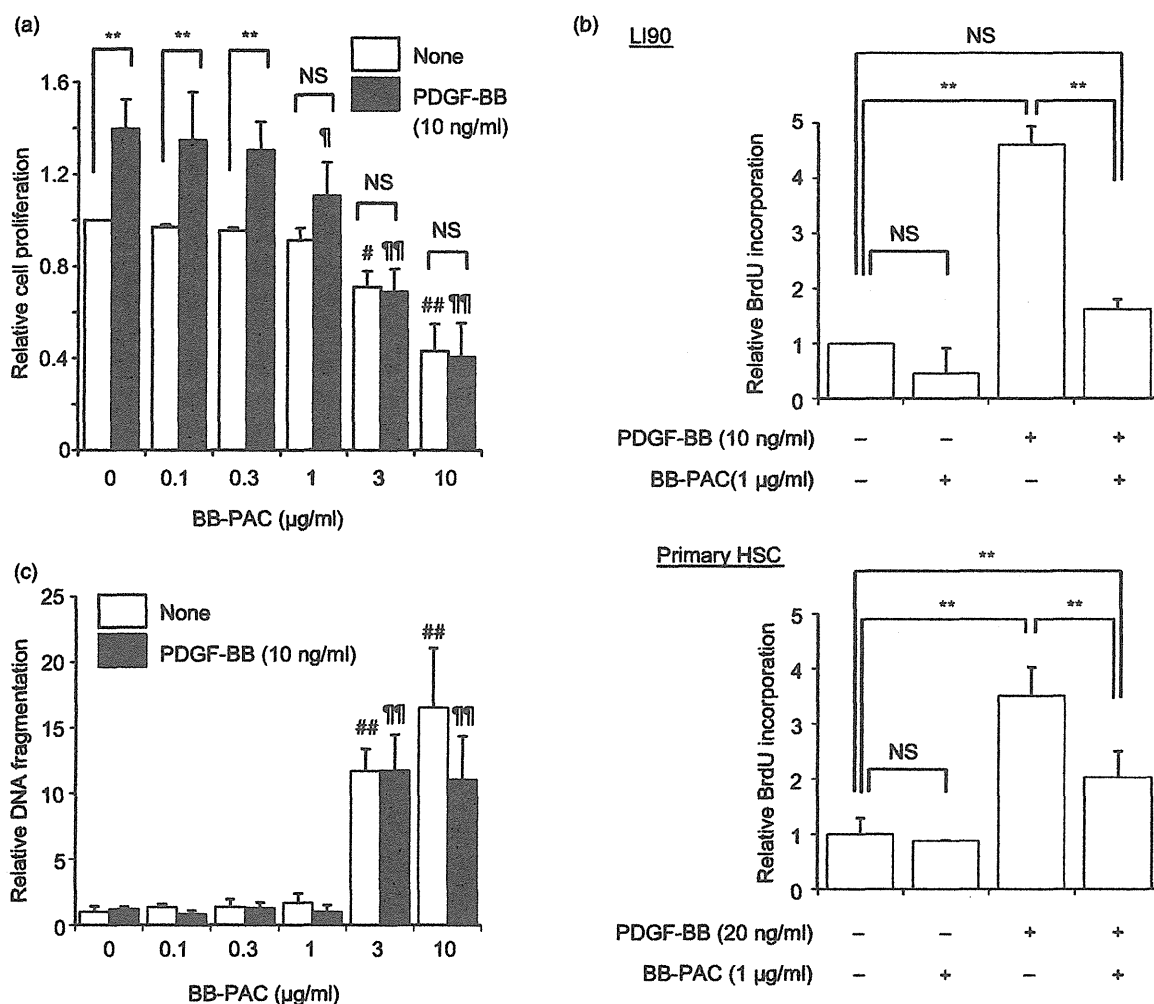 (a)
** ** **
None
PDGF-BB
(10 ng/ml)
NS
¶
NS
# ¶¶
NS
## ¶¶
1.6
1.2
0.8
0.4
0
Relative cell proliferation
0 0.1 0.3 1 3 10
BB-PAC (µg/ml)
(b)
LI90
NS
** **
NS
5
4
3
2
1
0
Relative BrdU incorporation
PDGF-BB (10 ng/ml) – – + +
BB-PAC(1 µg/ml) – + – +
Primary HSC
**
** **
NS
5
4
3
2
1
0
Relative BrdU incorporation
PDGF-BB (20 ng/ml) – – + +
BB-PAC (1 µg/ml) – + – +
(c)
None
PDGF-BB (10 ng/ml)
## ¶¶
## ¶¶
25
20
15
10
5
0
Relative DNA fragmentation
0 0.1 0.3 1 3 10
BB-PAC (µg/ml)